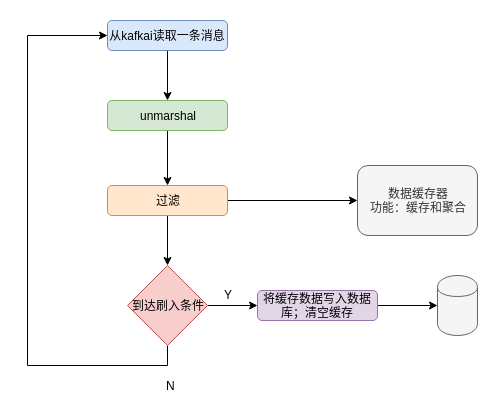 从kafkai读取一条消息
unmarshal
过滤
数据缓存器
功能：缓存和聚合
到达刷入条件
Y
将缓存数据写入数据
库；清空缓存
N